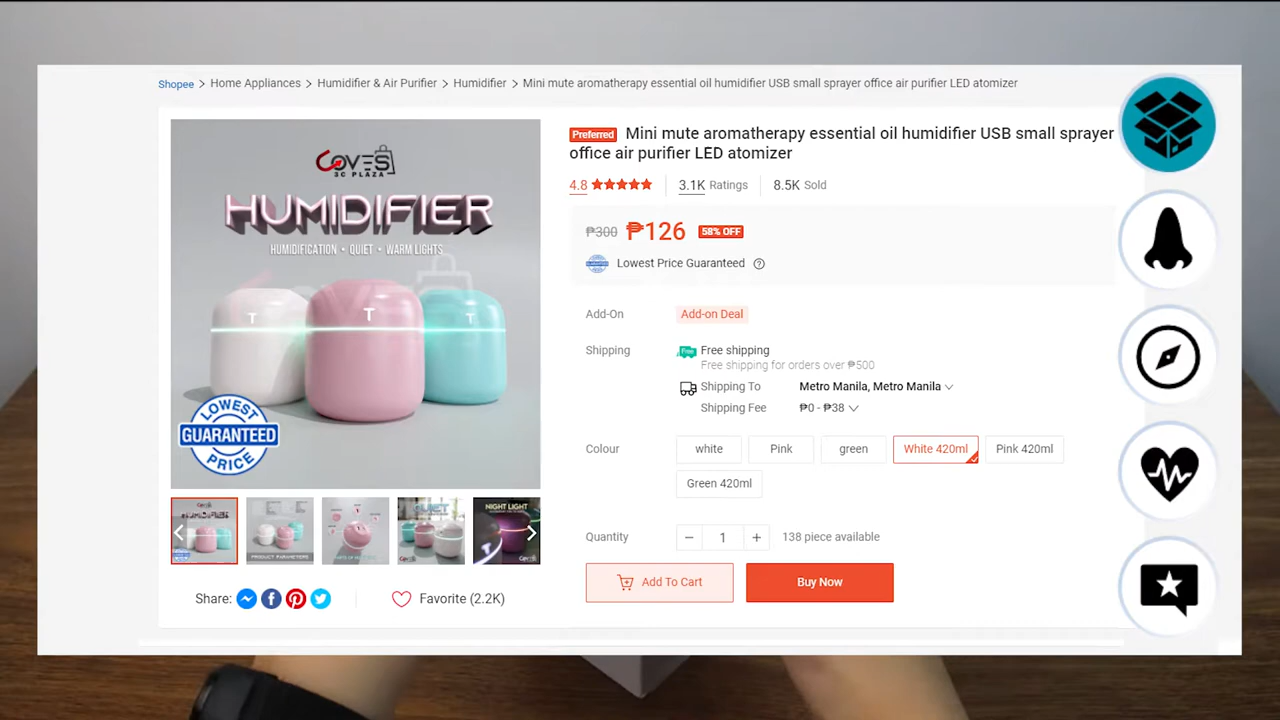 Shopee > Home Appliances > Humidifier & Air Purifier > Humidifier > Mini mute aromatherapy essential oil humidifier USB small sprayer office air purifier LED atomizer
COVES
3C PLAZA
HUMIDIFIER
HUMIDIFICATION • QUIET • WARM LIGHTS
T
T
T
LOWEST
GUARANTEED
PRICE
Preferred Mini mute aromatherapy essential oil humidifier USB small sprayer
office air purifier LED atomizer
4.8 3.1K Ratings 8.5K Sold
₱300 ₱126 58% OFF
Lowest Price Guaranteed ?
Add-On Add-on Deal
Shipping Free Free shipping
Free shipping for orders over ₱500
Shipping To Metro Manila, Metro Manila
Shipping Fee ₱0 - ₱38
Colour white Pink green White 420ml Pink 420ml
Green 420ml
Quantity − 1 + 138 piece available
Add To Cart Buy Now
HUMIDIFIER
PRODUCT PARAMETERS
QUIET
NIGHT LIGHT
Share: Favorite (2.2K)